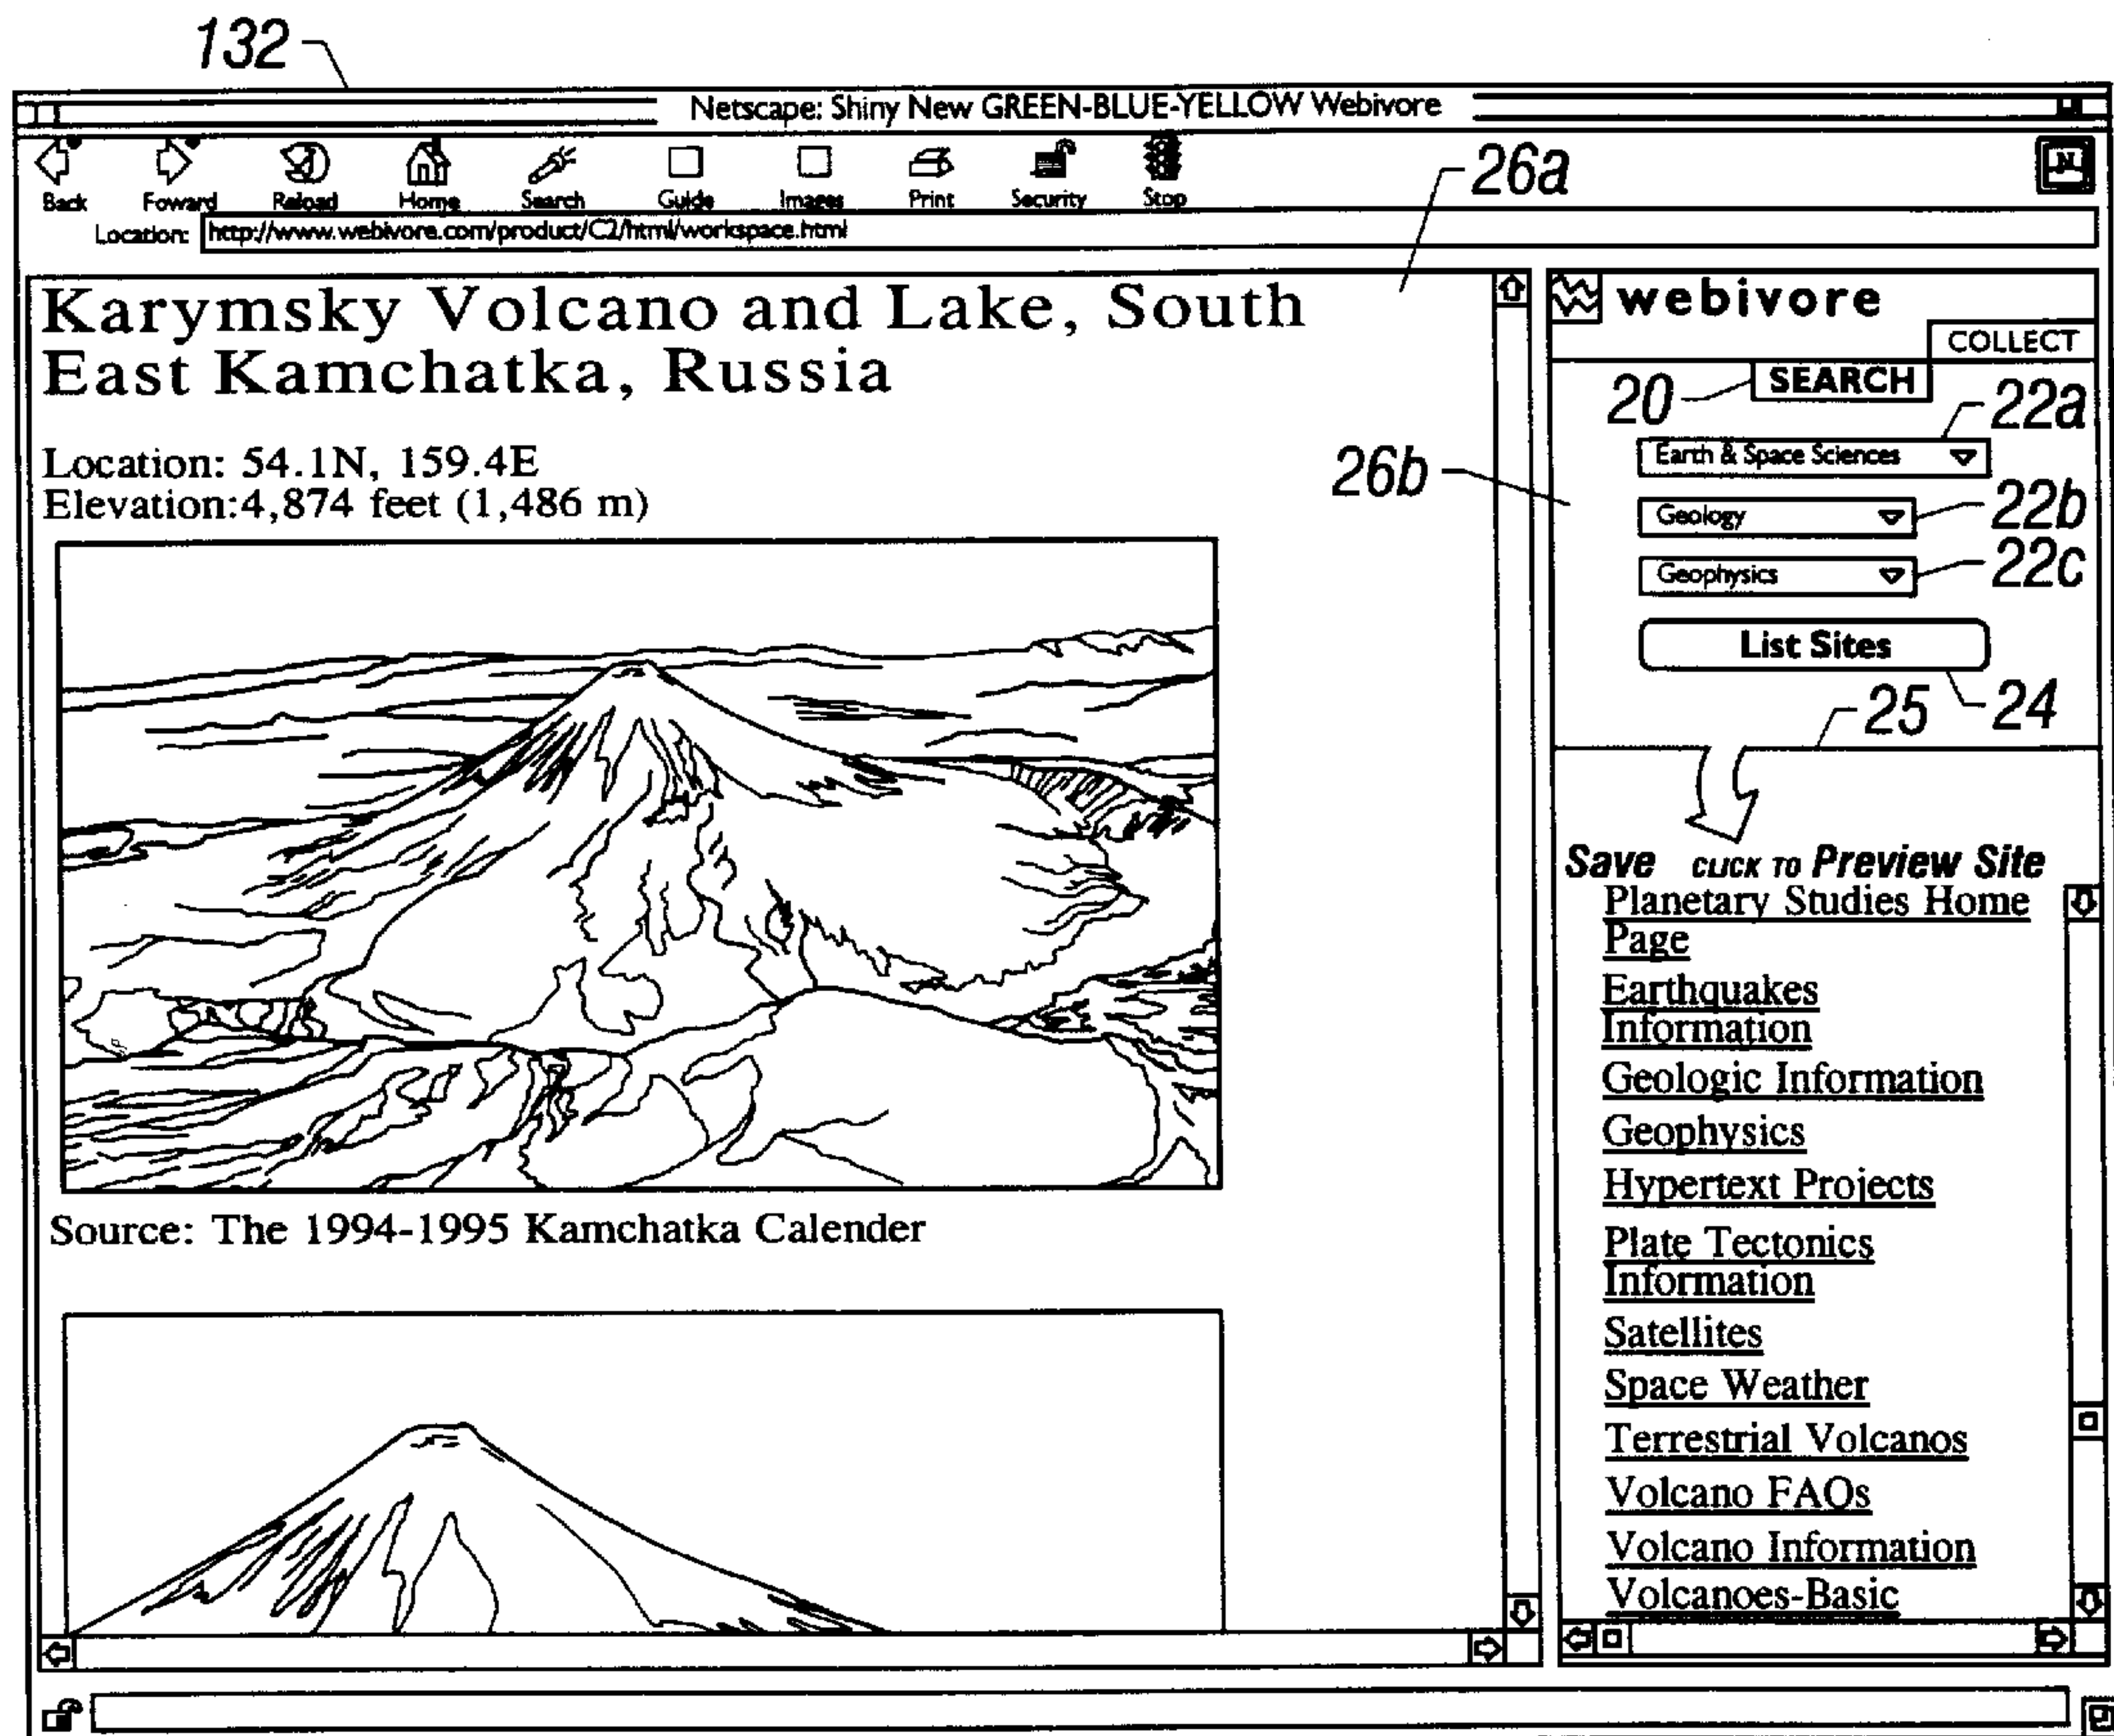 132
Netscape: Shiny New GREEN-BLUE-YELLOW Webivore
Back Foward Reload Home Search Guide Images Print Security Stop
N
Location: http://www.webivore.com/product/C2/html/workspace.html
26a
Karymsky Volcano and Lake, South
East Kamchatka, Russia
Location: 54.1N, 159.4E
Elevation:4,874 feet (1,486 m)
Source: The 1994-1995 Kamchatka Calender
webivore
COLLECT
20 SEARCH
22a
Earth & Space Sciences
26b
Geology 22b
Geophysics 22c
List Sites
25 24
Save CLICK TO Preview Site
Planetary Studies Home
Page
Earthquakes
Information
Geologic Information
Geophysics
Hypertext Projects
Plate Tectonics
Information
Satellites
Space Weather
Terrestrial Volcanos
Volcano FAQs
Volcano Information
Volcanoes-Basic